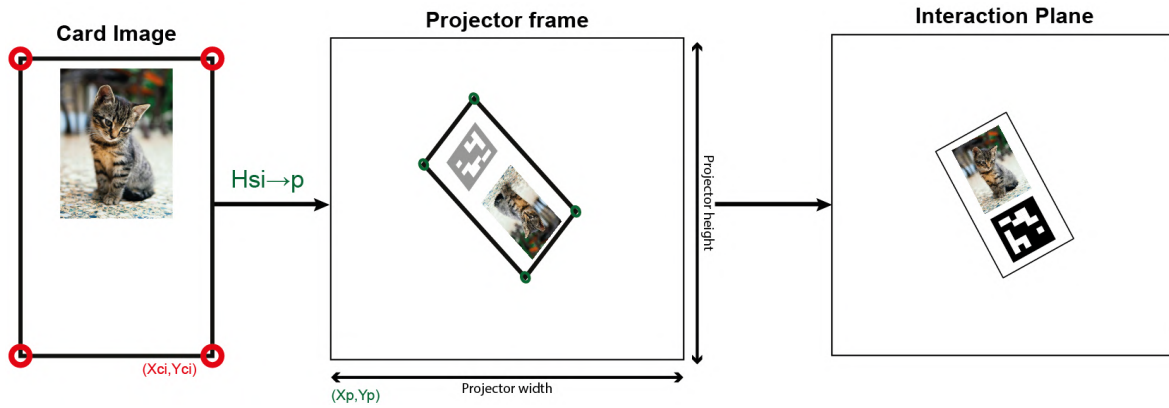 Card Image
Projector frame
Interaction Plane
Hsi→p
Projector height
(Xci,Yci)
Projector width
(Xp,Yp)